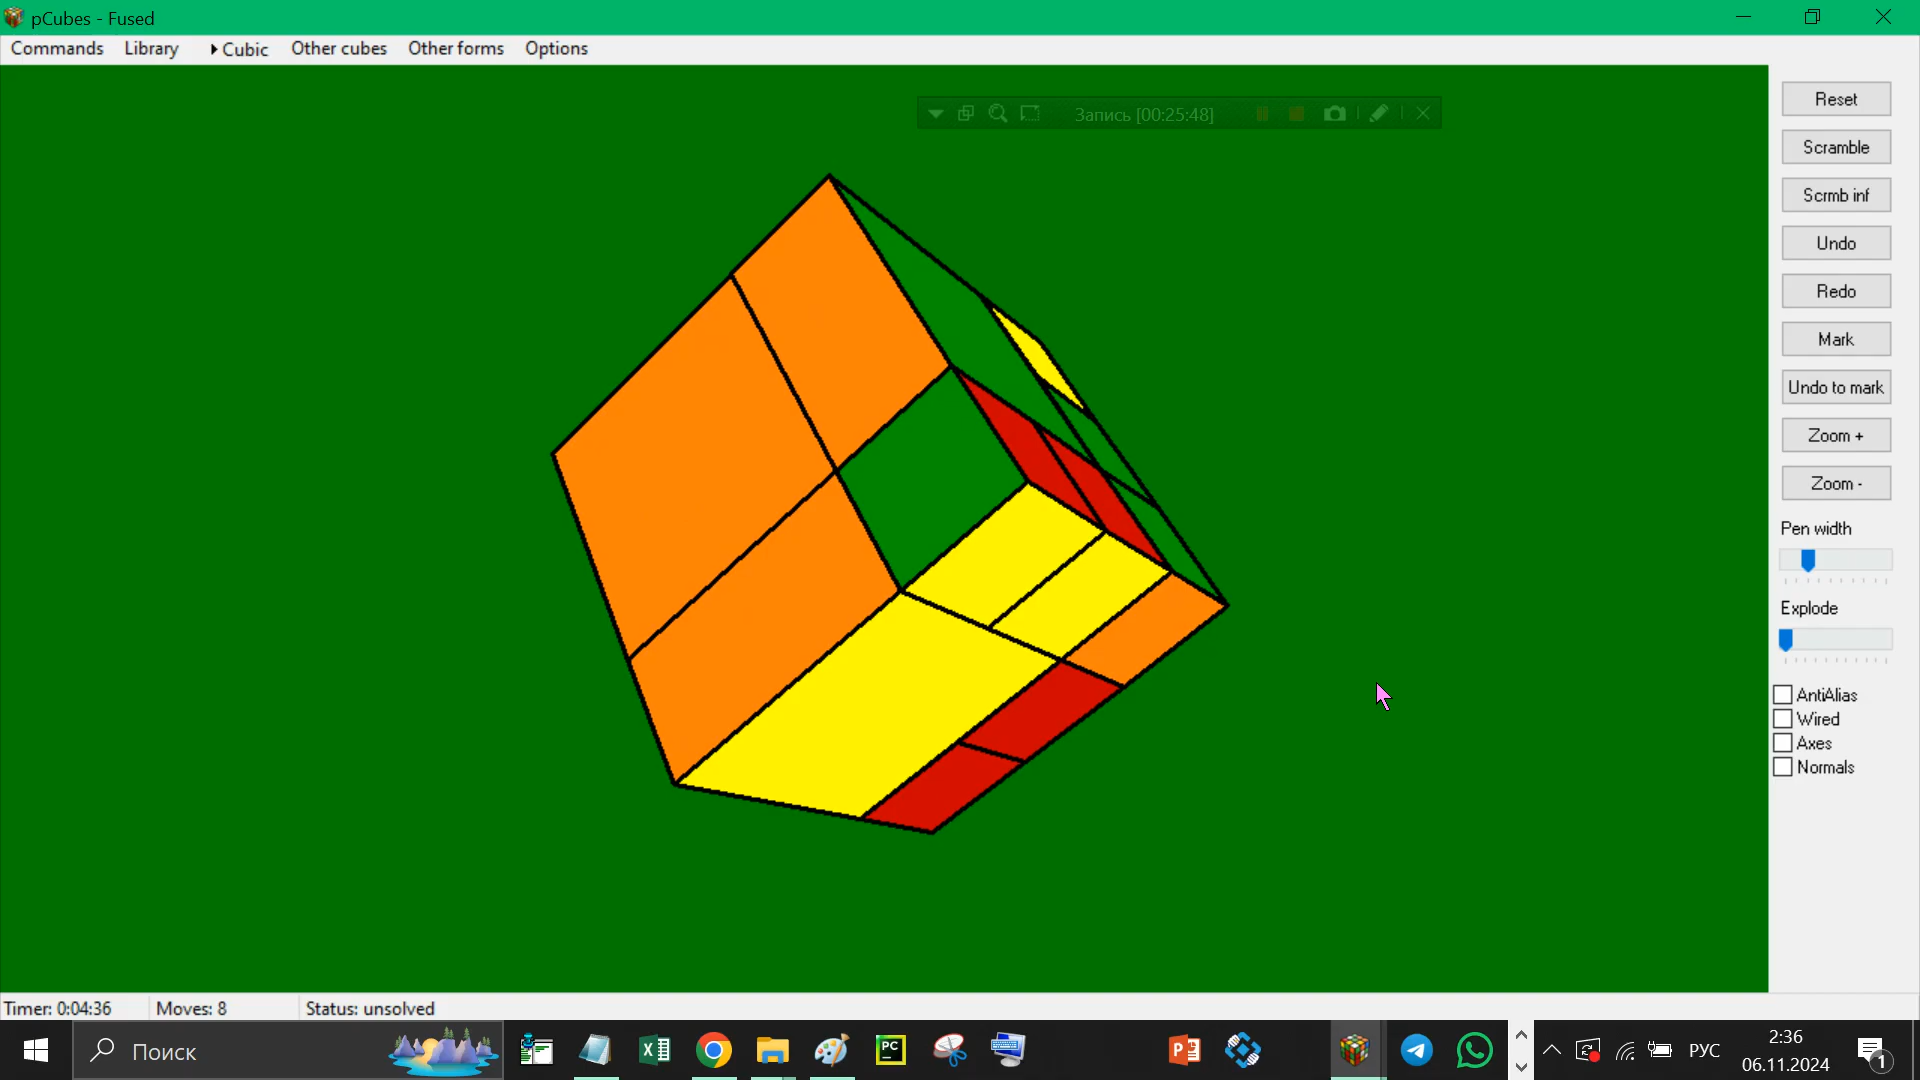 pCubes - Fused
Commands Library Cubic Other cubes Other forms Options
Запись [00:25:48]
Reset
Scramble
Scrmb inf
Undo
Redo
Mark
Undo to mark
Zoom +
Zoom -
Pen width
Explode
AntiAlias
Wired
Axes
Normals
Timer: 0:04:36 Moves: 8 Status: unsolved
Поиск
РУС
2:36
06.11.2024
1